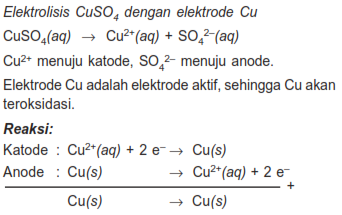 Elektrolisis CuSO₄ dengan elektrode Cu
CuSO₄(aq) → Cu²⁺(aq) + SO₄²⁻(aq)
Cu²⁺ menuju katode, SO₄²⁻ menuju anode.
Elektrode Cu adalah elektrode aktif, sehingga Cu akan
teroksidasi.
Reaksi:
Katode : Cu²⁺(aq) + 2 e⁻ → Cu(s)
Anode : Cu(s) → Cu²⁺(aq) + 2 e⁻
+
Cu(s) → Cu(s)